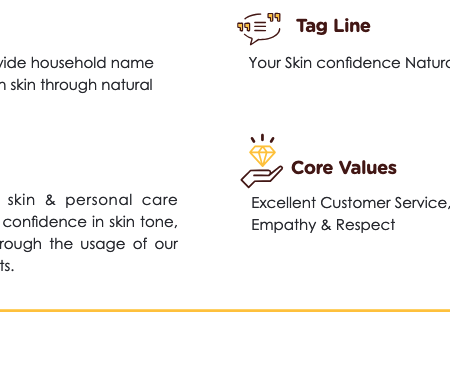 vide household name
skin through natural
skin & personal care
confidence in skin tone,
rough the usage of our
ts.
Tag Line
Your Skin confidence Natura
Core Values
Excellent Customer Service,
Empathy & Respect